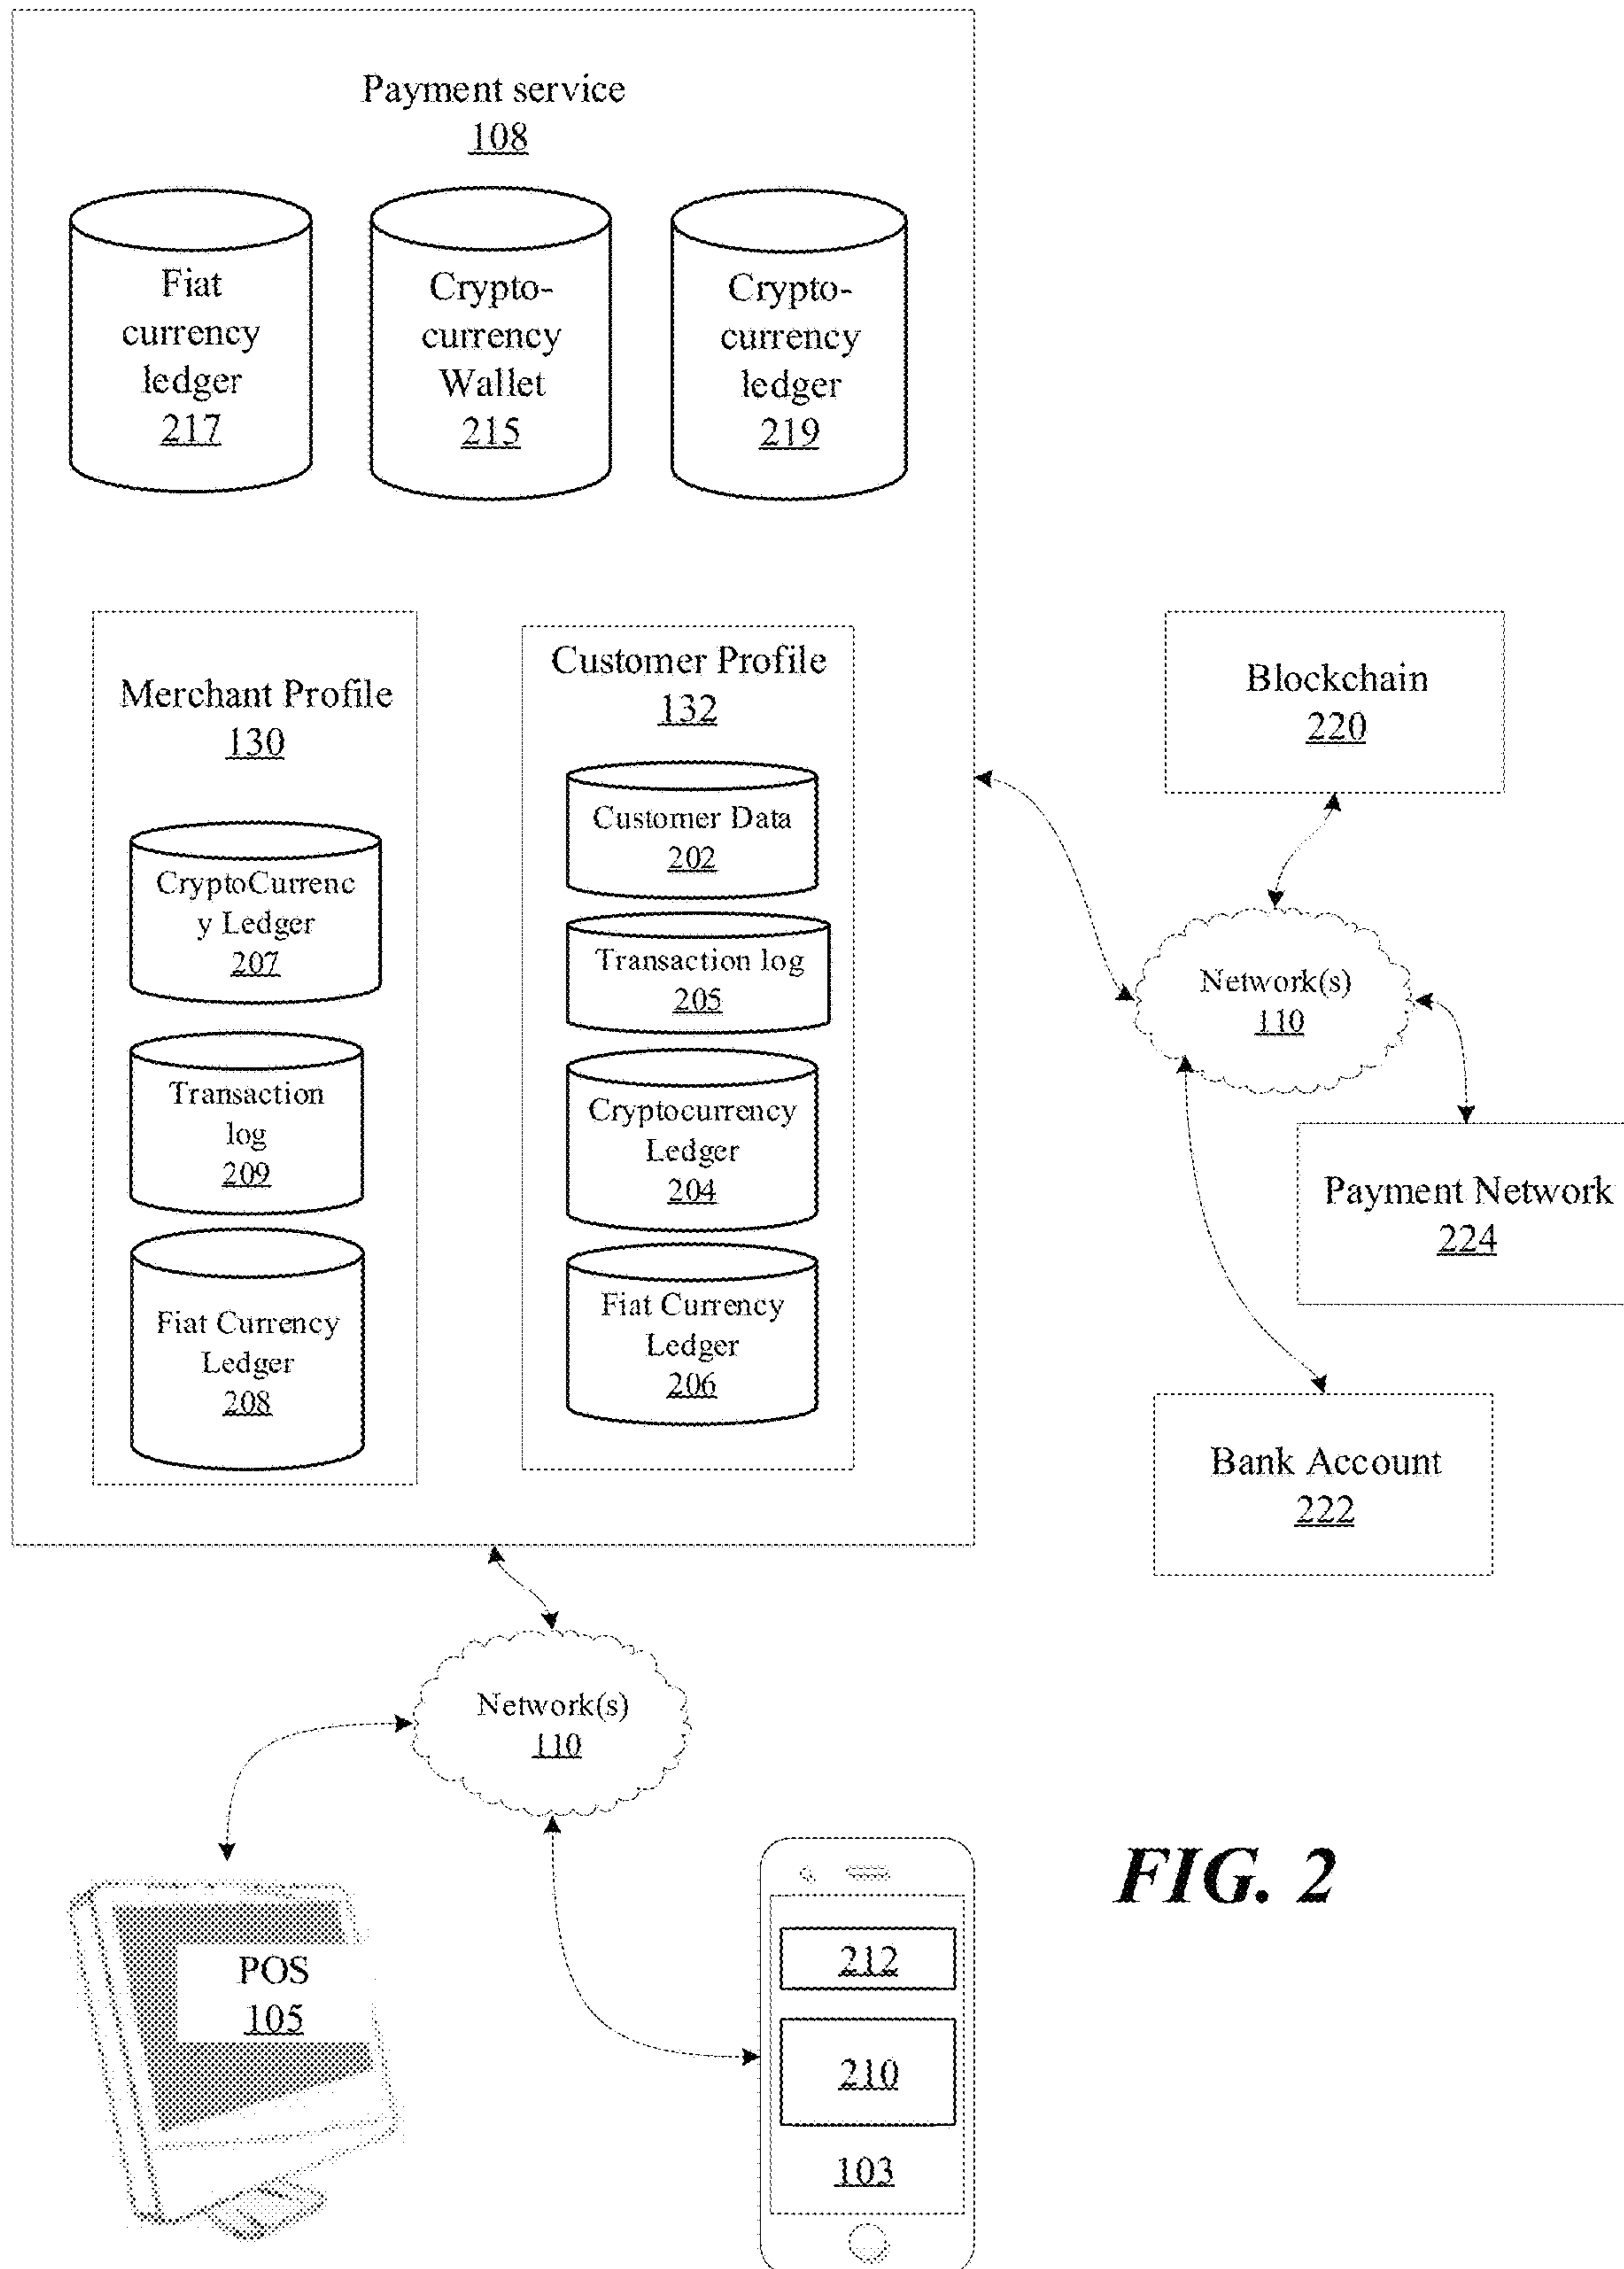 Payment service
108
Fiat
currency
ledger
217
Crypto-
currency
Wallet
215
Crypto-
currency
ledger
219
Merchant Profile
130
CryptoCurrenc
y Ledger
207
Transaction
log
209
Fiat Currency
Ledger
208
Customer Profile
132
Customer Data
202
Transaction log
205
Cryptocurrency
Ledger
204
Fiat Currency
Ledger
206
Blockchain
220
Network(s)
110
Payment Network
224
Bank Account
222
Network(s)
110
POS
105
212
210
103
FIG. 2